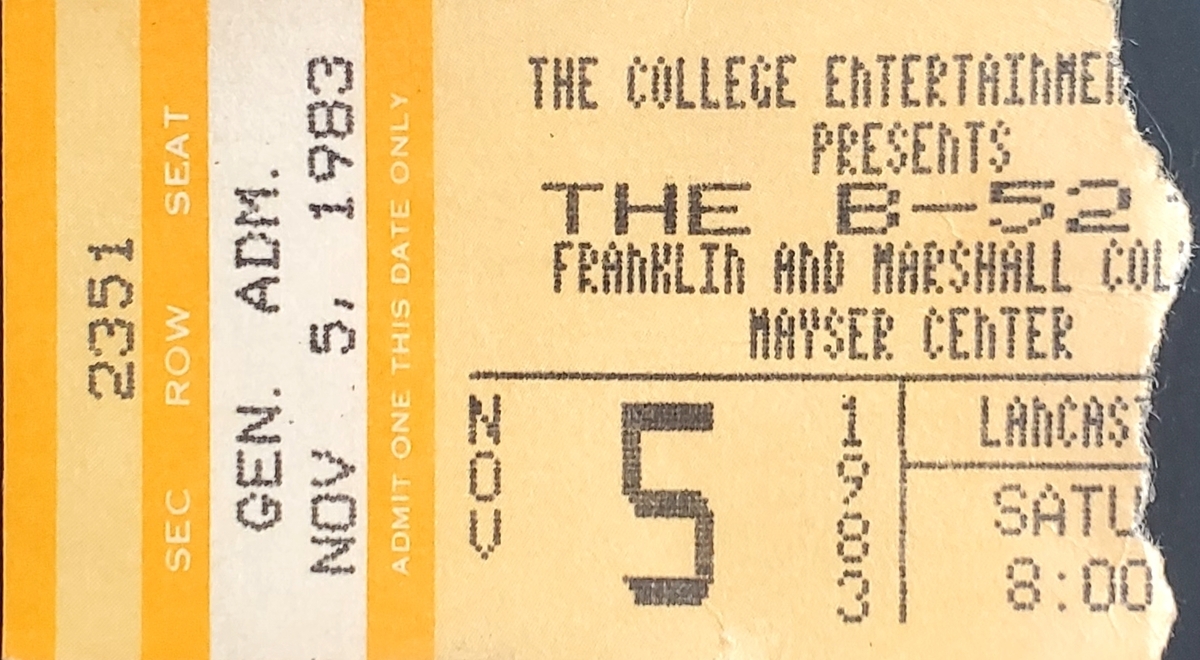 2351
SEC ROW SEAT
GEN. ADM.
NOV 5, 1983
ADMIT ONE THIS DATE ONLY
THE COLLEGE ENTERTAINMEN
PRESENTS
THE B-52'
FRANKLIN AND MARSHALL COL
MAYSER CENTER
NOV
5
1983
LANCAST
SATU
8:00